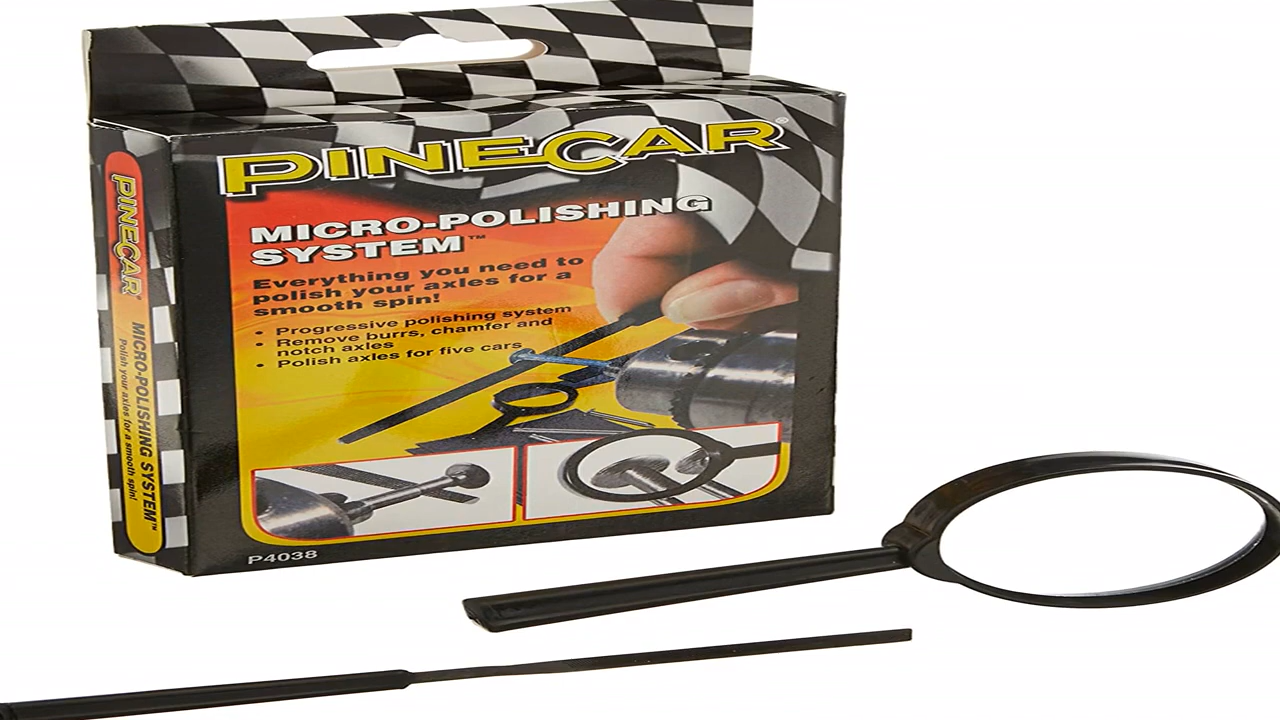 PINECAR®
MICRO-POLISHING
SYSTEM™
Everything you need to
polish your axles for a
smooth spin!
• Progressive polishing system
• Remove burrs, chamfer and
notch axles
• Polish axles for five cars
P4038
PINECAR®
MICRO-POLISHING SYSTEM™
Polish your axles for a smooth spin!